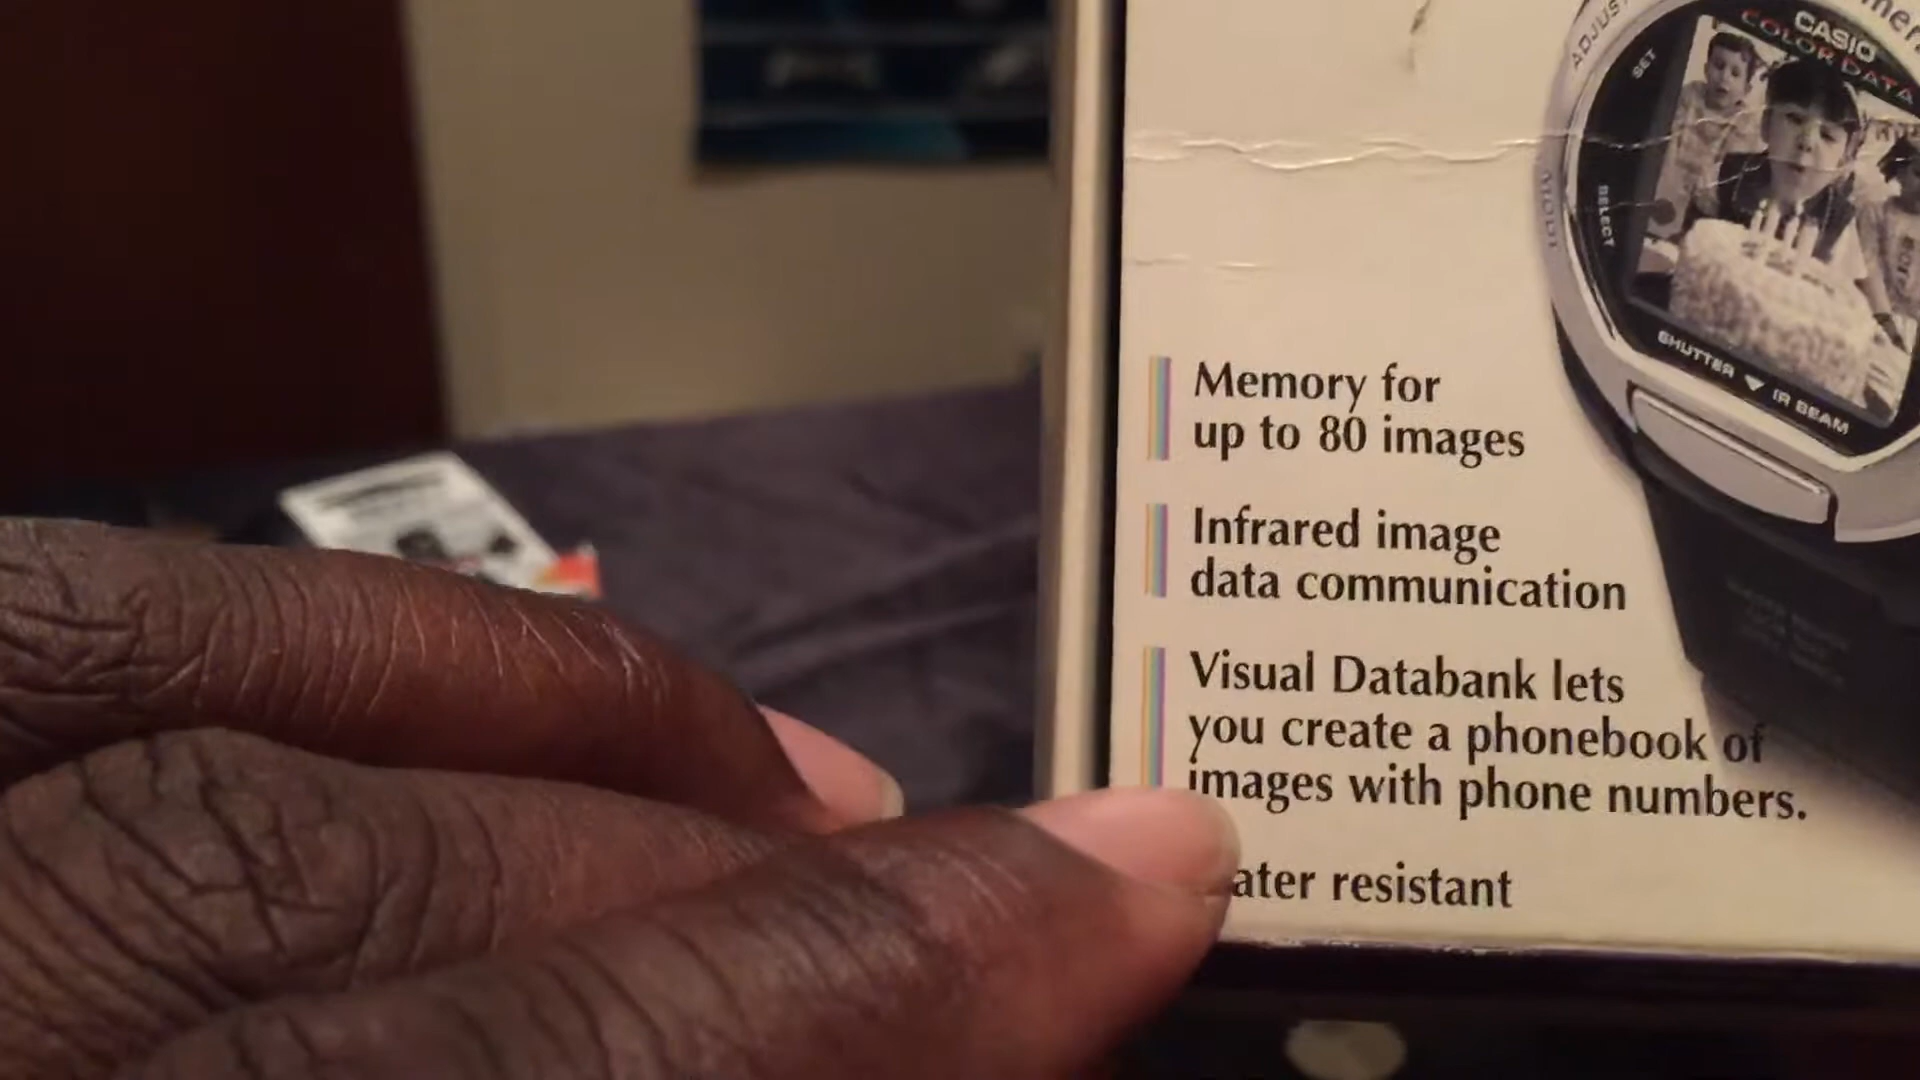 ADJUST
SET
CASIO
COLOR DATA
SELECT
SHUTTER ▼ IR BEAM
Memory for
up to 80 images
Infrared image
data communication
Visual Databank lets
you create a phonebook of
images with phone numbers.
ater resistant